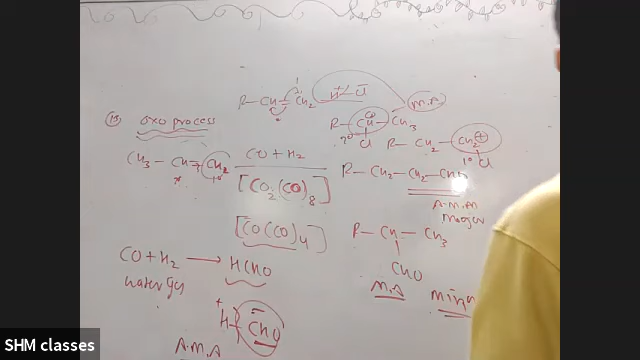 R – CH = CH2 H+ – Cl-
(13) oxo process
CH3 – CH = CH2 CO + H2
[CO2(CO)8]
[CO(CO)4]
CO + H2 → HCHO
water gas
H – CHO
A.M.A
R – CH – CH3 M.A
2° Cl
R – CH2 – CH2
1° Cl
R – CH2 – CH2 – CHO
A.M.A
Mazor
R – CH – CH3
CHO
M.A
SHM classes